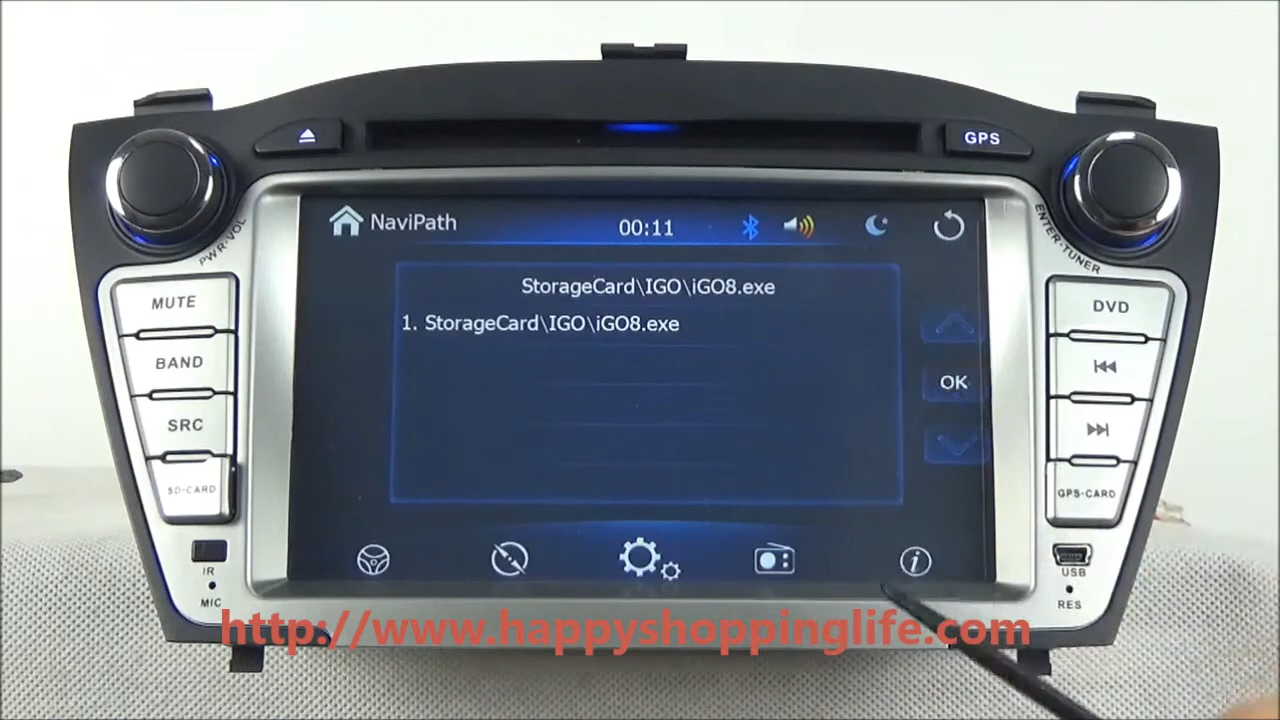 GPS
NaviPath
00:11
PWR-VOL
ENTER-TUNER
StorageCard\IGO\iGO8.exe
1. StorageCard\IGO\iGO8.exe
OK
MUTE
BAND
SRC
SD-CARD
IR
MIC
DVD
GPS-CARD
USB
RES
http://www.happyshoppinglife.com